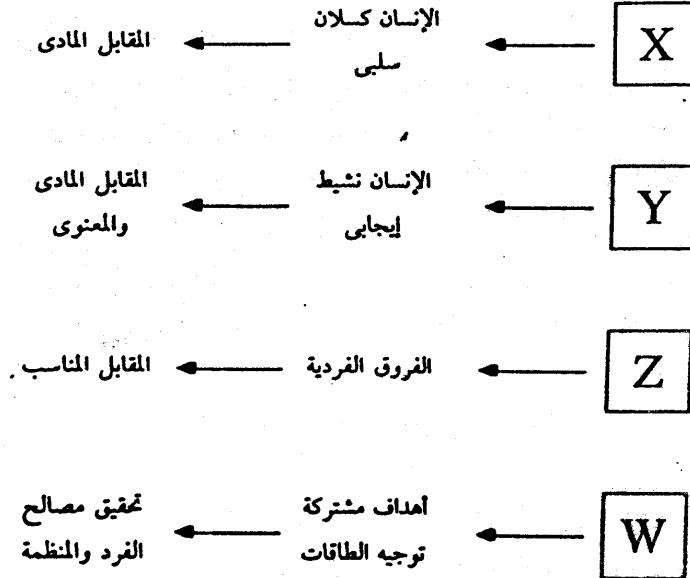 X
الإنسان كسلان
سلبى
المقابل المادى
Y
الإنسان نشيط
إيجابى
المقابل المادى
والمعنوى
Z
الفروق الفردية
المقابل المناسب
W
أهداف مشتركة
توجيه الطاقات
تحقيق مصالح
الفرد والمنظمة